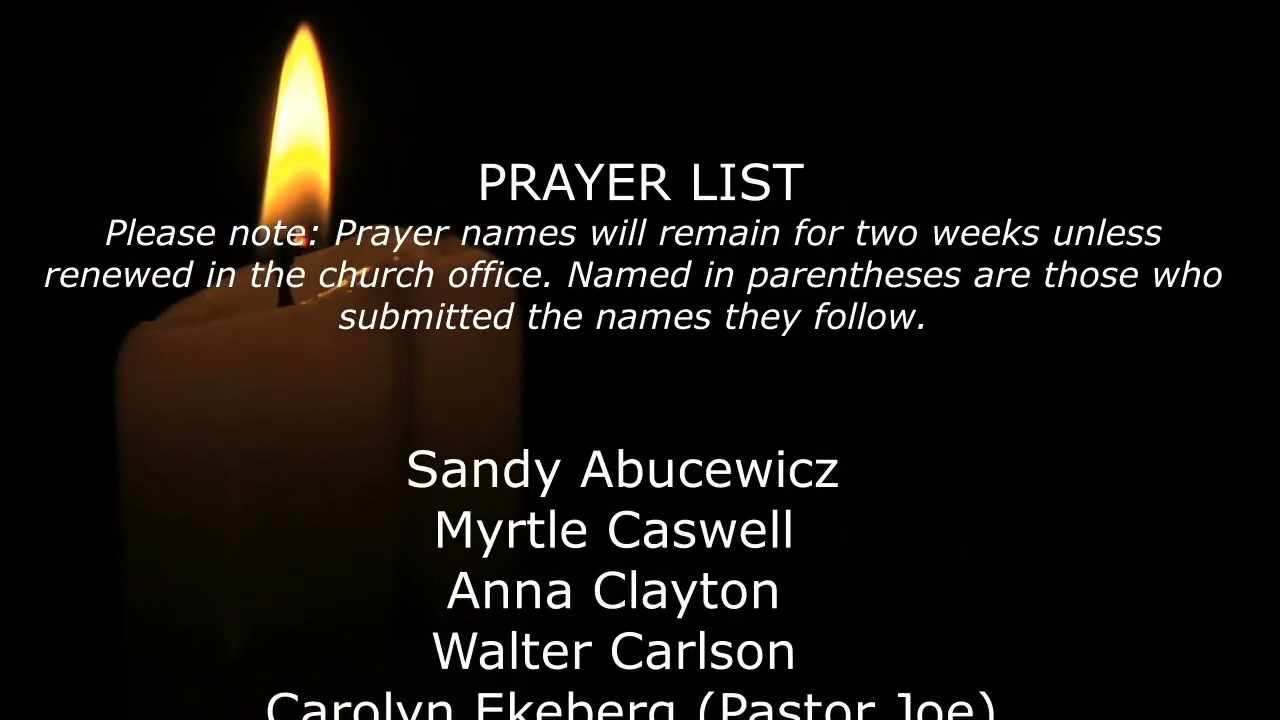 PRAYER LIST
Please note: Prayer names will remain for two weeks unless
renewed in the church office. Named in parentheses are those who
submitted the names they follow.
Sandy Abucewicz
Myrtle Caswell
Anna Clayton
Walter Carlson
Carolyn Ekeberg (Pastor Joe)